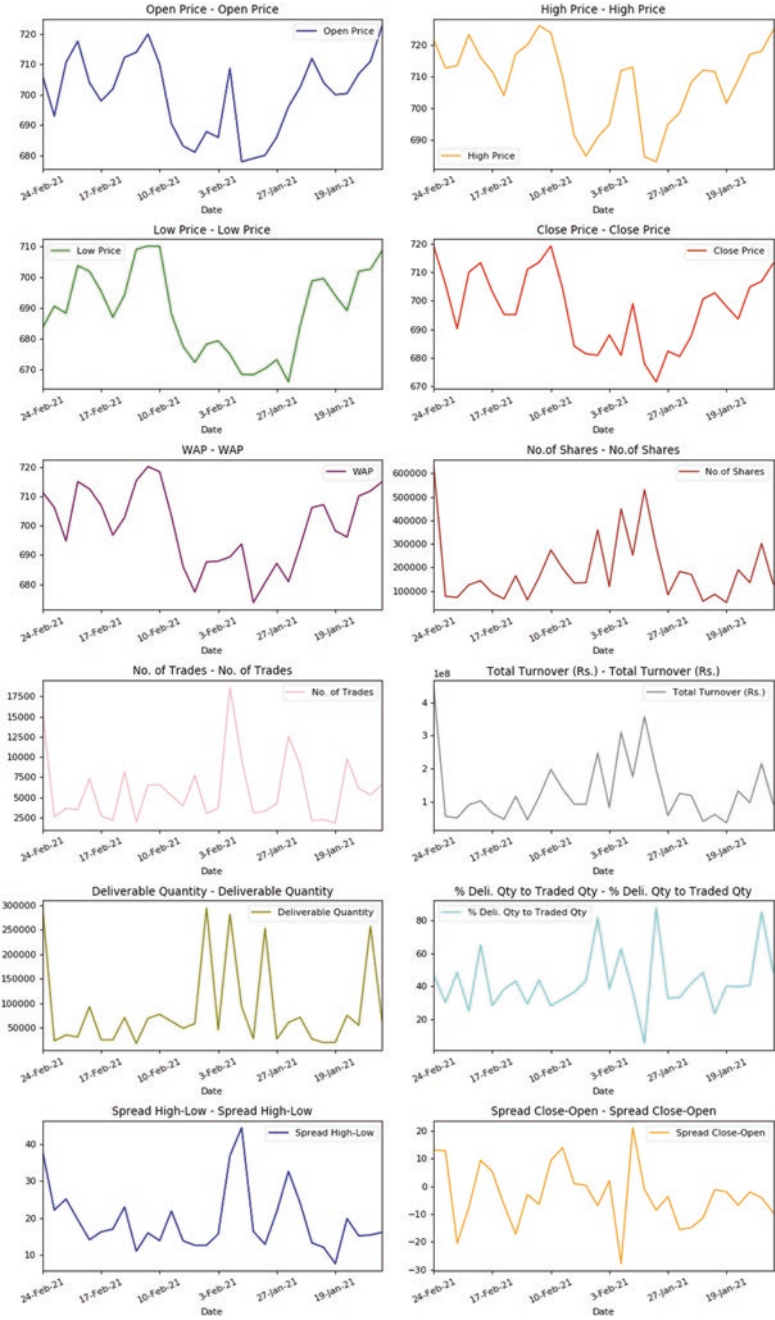 Open Price - Open Price
Open Price
720
710
700
690
680
24-Feb-21
17-Feb-21
10-Feb-21
3-Feb-21
27-Jan-21
19-Jan-21
Date
High Price - High Price
High Price
720
710
700
690
24-Feb-21
17-Feb-21
10-Feb-21
3-Feb-21
27-Jan-21
19-Jan-21
Date
Low Price - Low Price
Low Price
710
700
690
680
670
24-Feb-21
17-Feb-21
10-Feb-21
3-Feb-21
27-Jan-21
19-Jan-21
Date
Close Price - Close Price
Close Price
720
710
700
690
680
670
24-Feb-21
17-Feb-21
10-Feb-21
3-Feb-21
27-Jan-21
19-Jan-21
Date
WAP - WAP
WAP
720
710
700
690
680
24-Feb-21
17-Feb-21
10-Feb-21
3-Feb-21
27-Jan-21
19-Jan-21
Date
No.of Shares - No.of Shares
No.of Shares
600000
500000
400000
300000
200000
100000
24-Feb-21
17-Feb-21
10-Feb-21
3-Feb-21
27-Jan-21
19-Jan-21
Date
No. of Trades - No. of Trades
No. of Trades
17500
15000
12500
10000
7500
5000
2500
24-Feb-21
17-Feb-21
10-Feb-21
3-Feb-21
27-Jan-21
19-Jan-21
Date
Total Turnover (Rs.) - Total Turnover (Rs.)
1e8
Total Turnover (Rs.)
4
3
2
1
24-Feb-21
17-Feb-21
10-Feb-21
3-Feb-21
27-Jan-21
19-Jan-21
Date
Deliverable Quantity - Deliverable Quantity
Deliverable Quantity
300000
250000
200000
150000
100000
50000
24-Feb-21
17-Feb-21
10-Feb-21
3-Feb-21
27-Jan-21
19-Jan-21
Date
% Deli. Qty to Traded Qty - % Deli. Qty to Traded Qty
% Deli. Qty to Traded Qty
80
60
40
20
24-Feb-21
17-Feb-21
10-Feb-21
3-Feb-21
27-Jan-21
19-Jan-21
Date
Spread High-Low - Spread High-Low
Spread High-Low
40
30
20
10
24-Feb-21
17-Feb-21
10-Feb-21
3-Feb-21
27-Jan-21
19-Jan-21
Date
Spread Close-Open - Spread Close-Open
Spread Close-Open
20
10
0
−10
−20
−30
24-Feb-21
17-Feb-21
10-Feb-21
3-Feb-21
27-Jan-21
19-Jan-21
Date